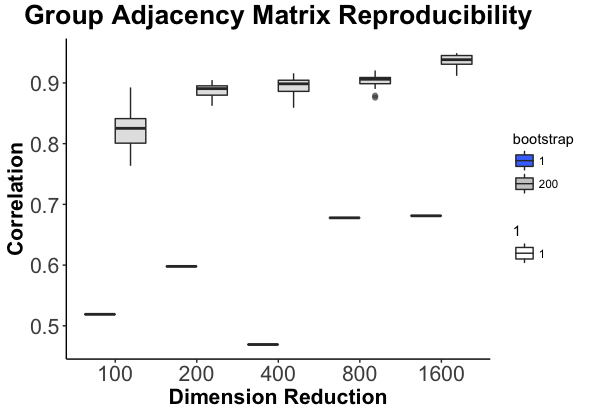 Group Adjacency Matrix Reproducibility
Correlation
0.9
0.8
0.7
0.6
0.5
100 200 400 800 1600
Dimension Reduction
bootstrap
1
200
1
1